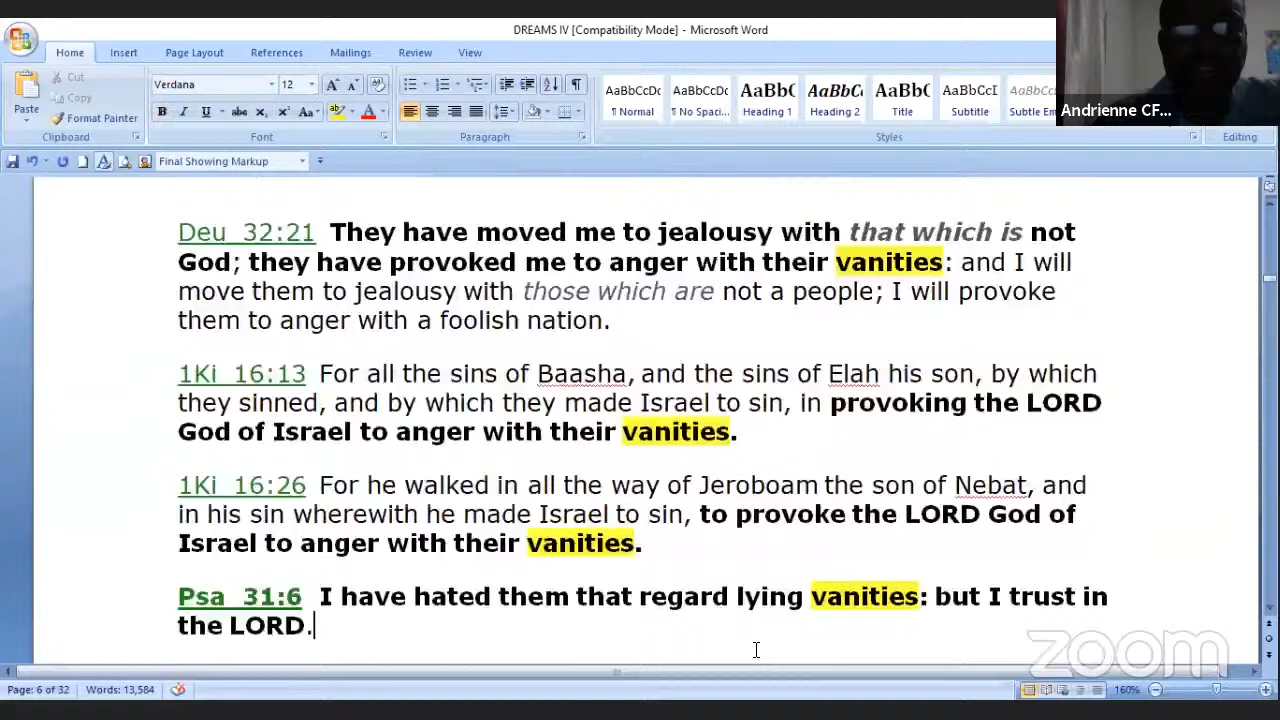 DREAMS IV [Compatibility Mode] - Microsoft Word
Home Insert Page Layout References Mailings Review View
Cut
Copy
Format Painter
Paste
Clipboard
Verdana 12
Font
Paragraph
AaBbCcDc AaBbCcDc AaBbC AaBbCc AaBbC AaBbCcI AaBbCcD
¶ Normal ¶ No Spaci... Heading 1 Heading 2 Title Subtitle Subtle Em
Styles
Editing
Andrienne CF...
Final Showing Markup
Deu 32:21 They have moved me to jealousy with that which is not
God; they have provoked me to anger with their vanities: and I will
move them to jealousy with those which are not a people; I will provoke
them to anger with a foolish nation.
1Ki 16:13 For all the sins of Baasha, and the sins of Elah his son, by which
they sinned, and by which they made Israel to sin, in provoking the LORD
God of Israel to anger with their vanities.
1Ki 16:26 For he walked in all the way of Jeroboam the son of Nebat, and
in his sin wherewith he made Israel to sin, to provoke the LORD God of
Israel to anger with their vanities.
Psa 31:6 I have hated them that regard lying vanities: but I trust in
the LORD.
zoom
Page: 6 of 32 Words: 13,584 160%